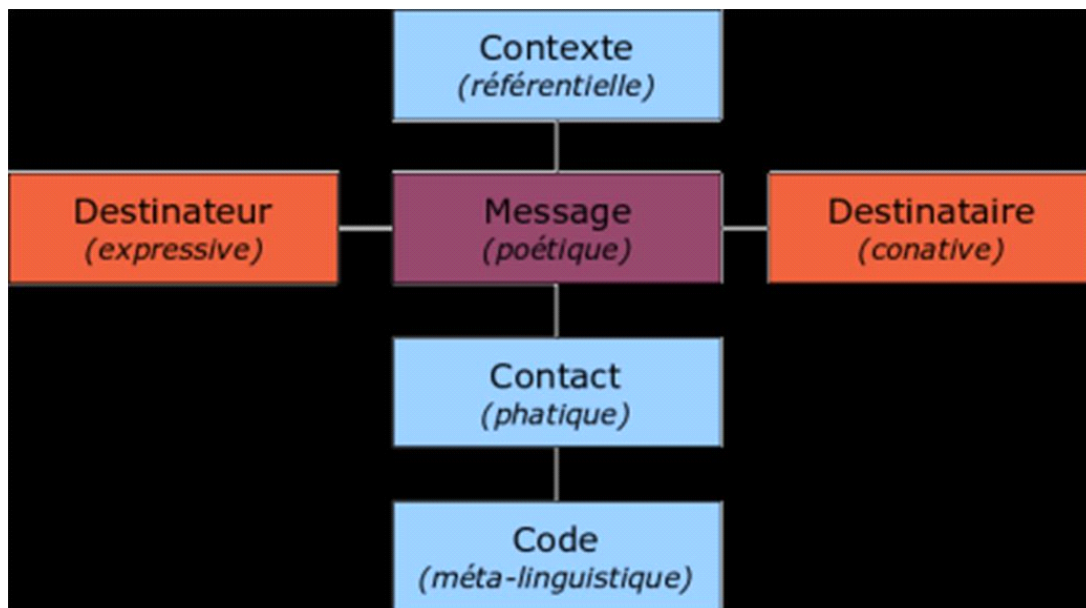 Contexte
(référentielle)
Destinateur
(expressive)
Message
(poétique)
Destinataire
(conative)
Contact
(phatique)
Code
(méta-linguistique)